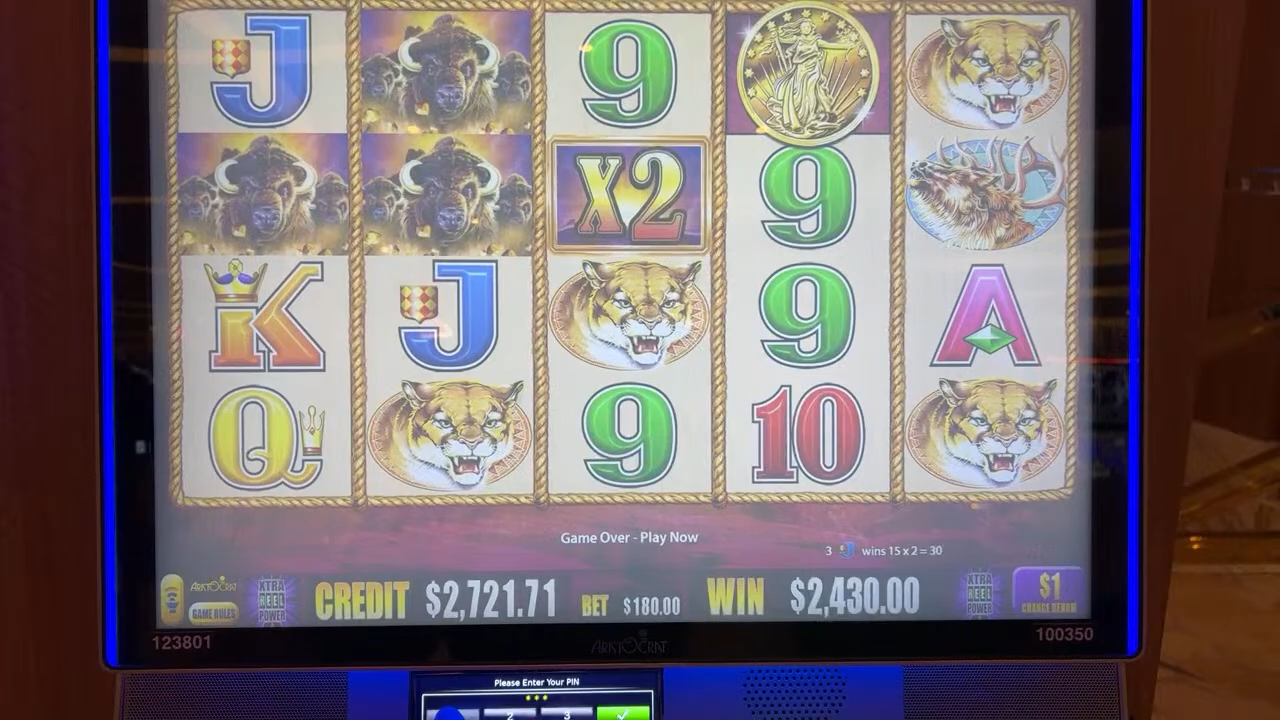 J 9
X2 9
K J 9 A
Q 9 10
Game Over - Play Now
3 J wins 15 x 2 = 30
ARISTOCRAT
GAME RULES
XTRA
REEL
POWER
CREDIT $2,721.71
BET $180.00
WIN $2,430.00
XTRA
REEL
POWER
$1
CHANGE DENOM
123801
ARISTOCRAT
100350
Please Enter Your PIN
***
2 3